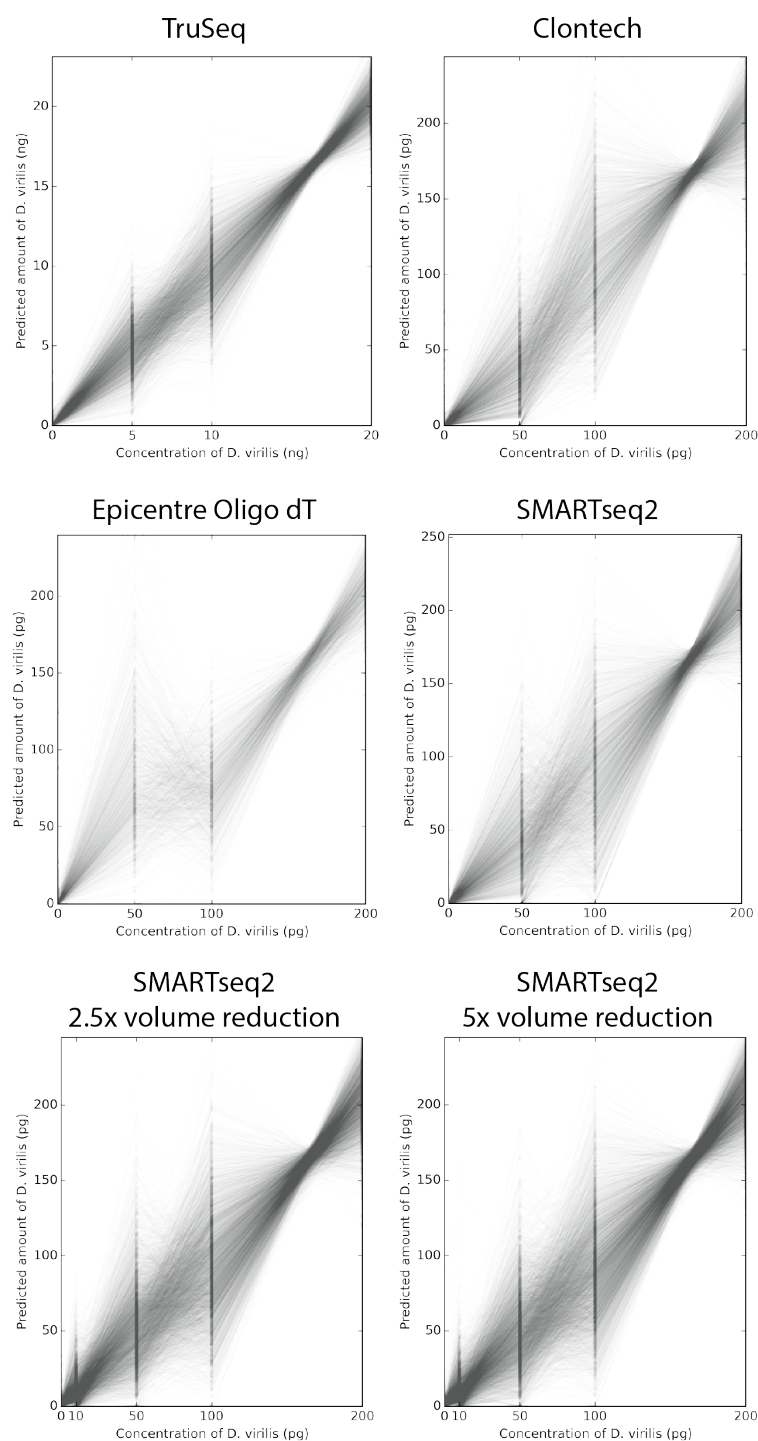 TruSeq
Clontech
Predicted amount of D. virilis (ng)
20
15
10
5
0
0 5 10 20
Concentration of D. virilis (ng)
Predicted amount of D. virilis (pg)
200
150
100
50
0
0 50 100 200
Concentration of D. virilis (pg)
Epicentre Oligo dT
SMARTseq2
Predicted amount of D. virilis (pg)
200
150
100
50
0
0 50 100 200
Concentration of D. virilis (pg)
Predicted amount of D. virilis (pg)
250
200
150
100
50
0
0 50 100 200
Concentration of D. virilis (pg)
SMARTseq2
2.5x volume reduction
SMARTseq2
5x volume reduction
Predicted amount of D. virilis (pg)
200
150
100
50
0
0 10 50 100 200
Concentration of D. virilis (pg)
Predicted amount of D. virilis (pg)
200
150
100
50
0
0 10 50 100 200
Concentration of D. virilis (pg)